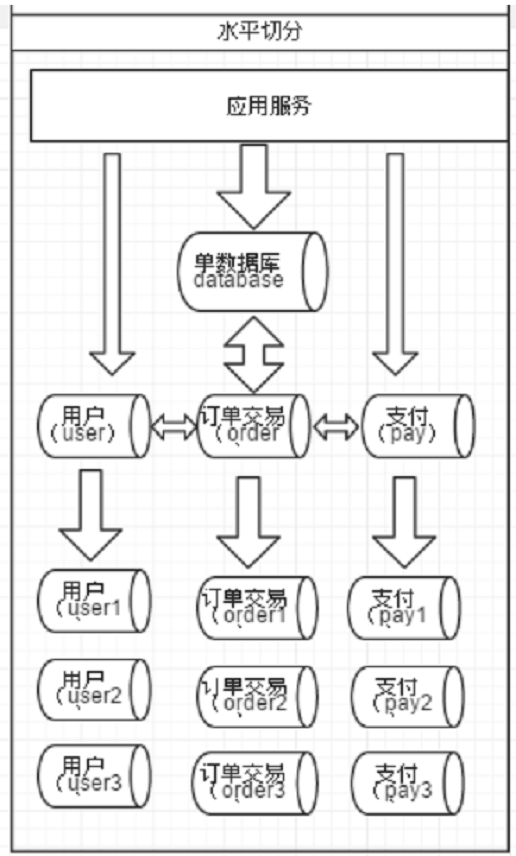 水平切分
应用服务
单数据库
database
用户
（user）
订单交易
（order
支付
（pay）
用户
（user1
订单交易
（order1
支付
（pay1
用户
（user2
订单交易
（order2
支付
（pay2
用户
（user3
订单交易
（order3
支付
（pay3